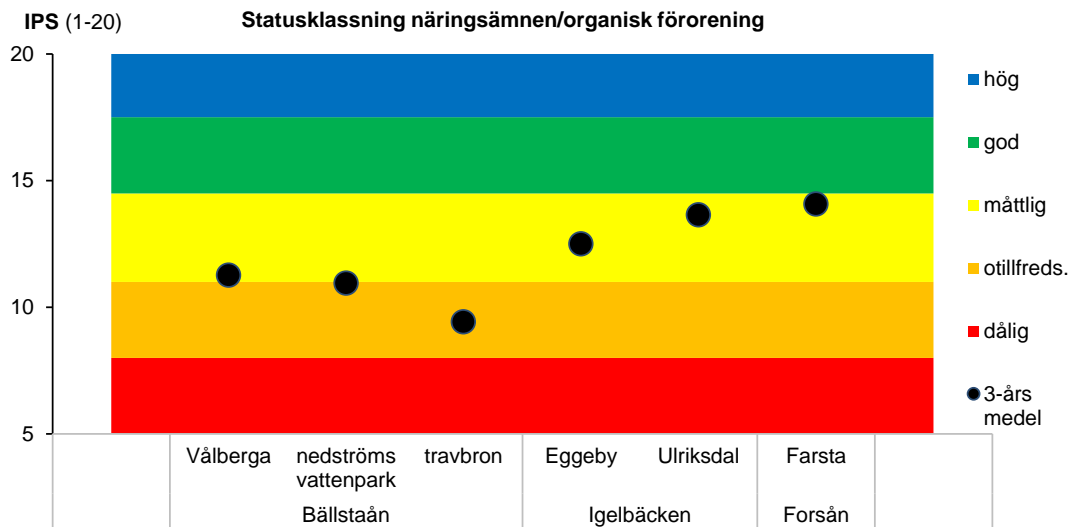 IPS (1-20)
Statusklassning näringsämnen/organisk förorening
20
15
10
5
hög
god
måttlig
otillfreds.
dålig
3-års
medel
Vålberga
nedströms
vattenpark
travbron
Eggeby
Ulriksdal
Farsta
Bällstaån
Igelbäcken
Forsån